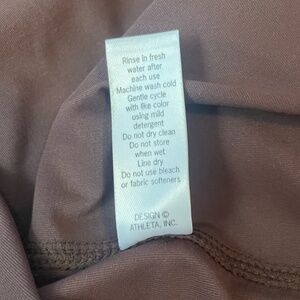 Rinse in fresh
water after
each use
Machine wash cold
Gentle cycle
with like color
using mild
detergent
Do not dry clean
Do not store
when wet
Line dry
Do not use bleach
or fabric softeners
DESIGN ©
ATHLETA, INC.